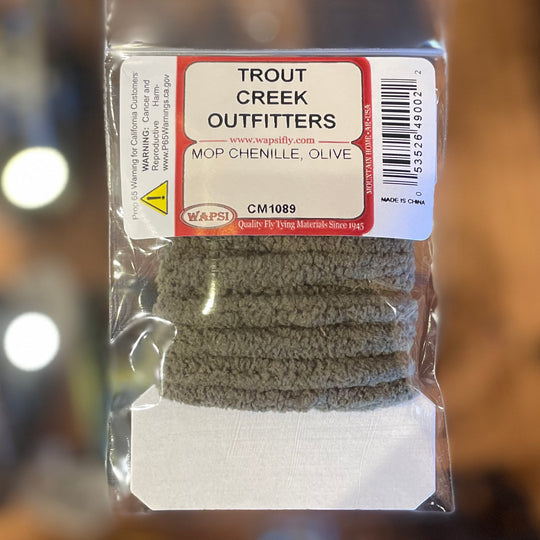 Prop 65 Warning for California Customers
WARNING: Cancer and
Reproductive Harm-
www.P65Warnings.ca.gov
TROUT
CREEK
OUTFITTERS
www.wapsifly.com
MOP CHENILLE, OLIVE
CM1089
WAPSI
Quality Fly Tying Materials Since 1945
MOUNTAIN HOME • AR • USA
0 53526 49002 2
MADE IN CHINA